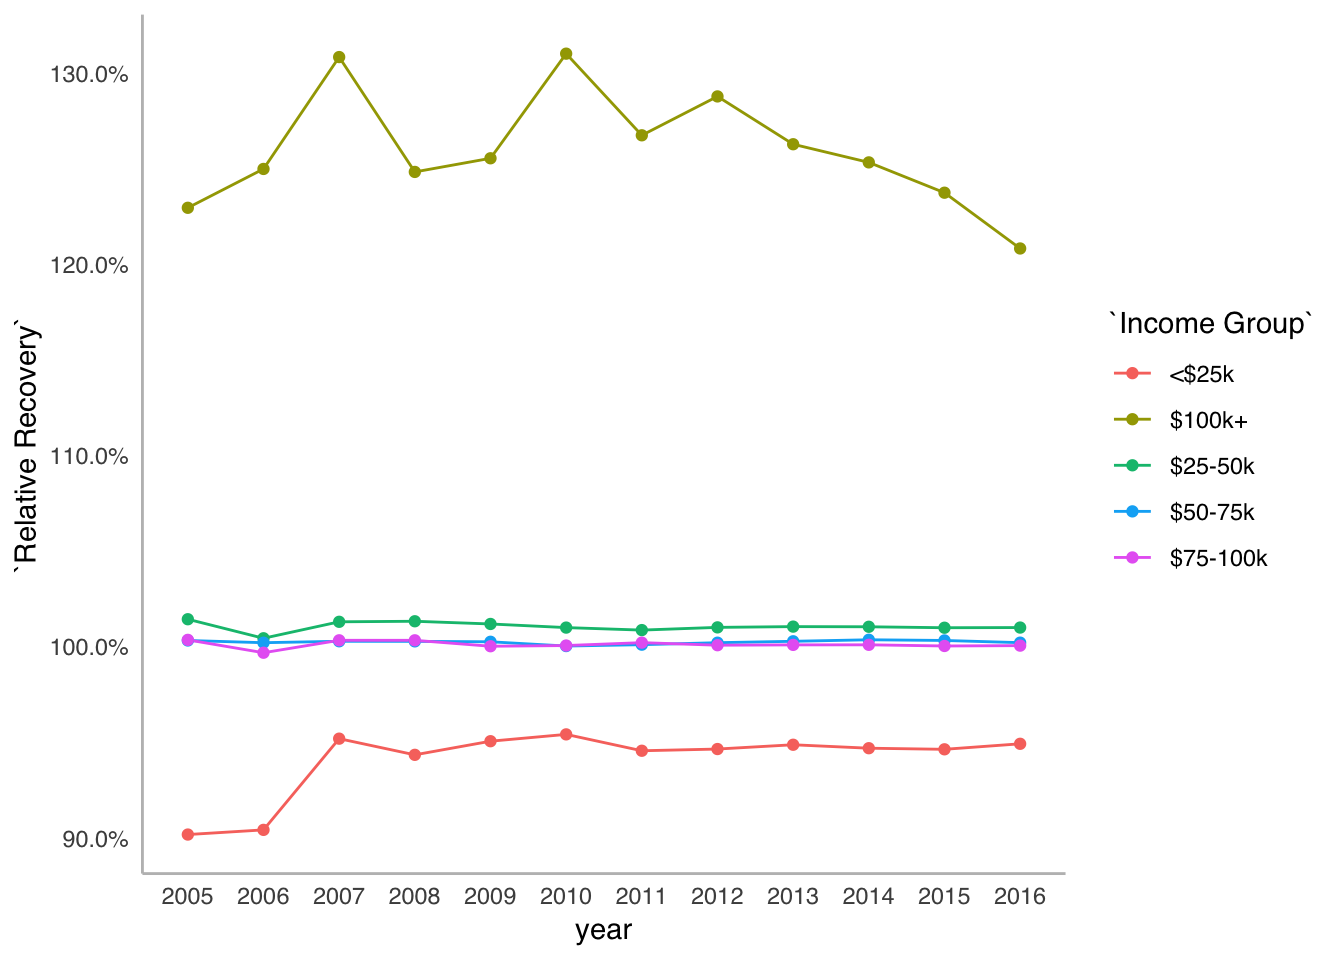 130.0%
120.0%
110.0%
100.0%
90.0%
`Relative Recovery`
2005 2006 2007 2008 2009 2010 2011 2012 2013 2014 2015 2016
year
`Income Group`
<$25k
$100k+
$25-50k
$50-75k
$75-100k